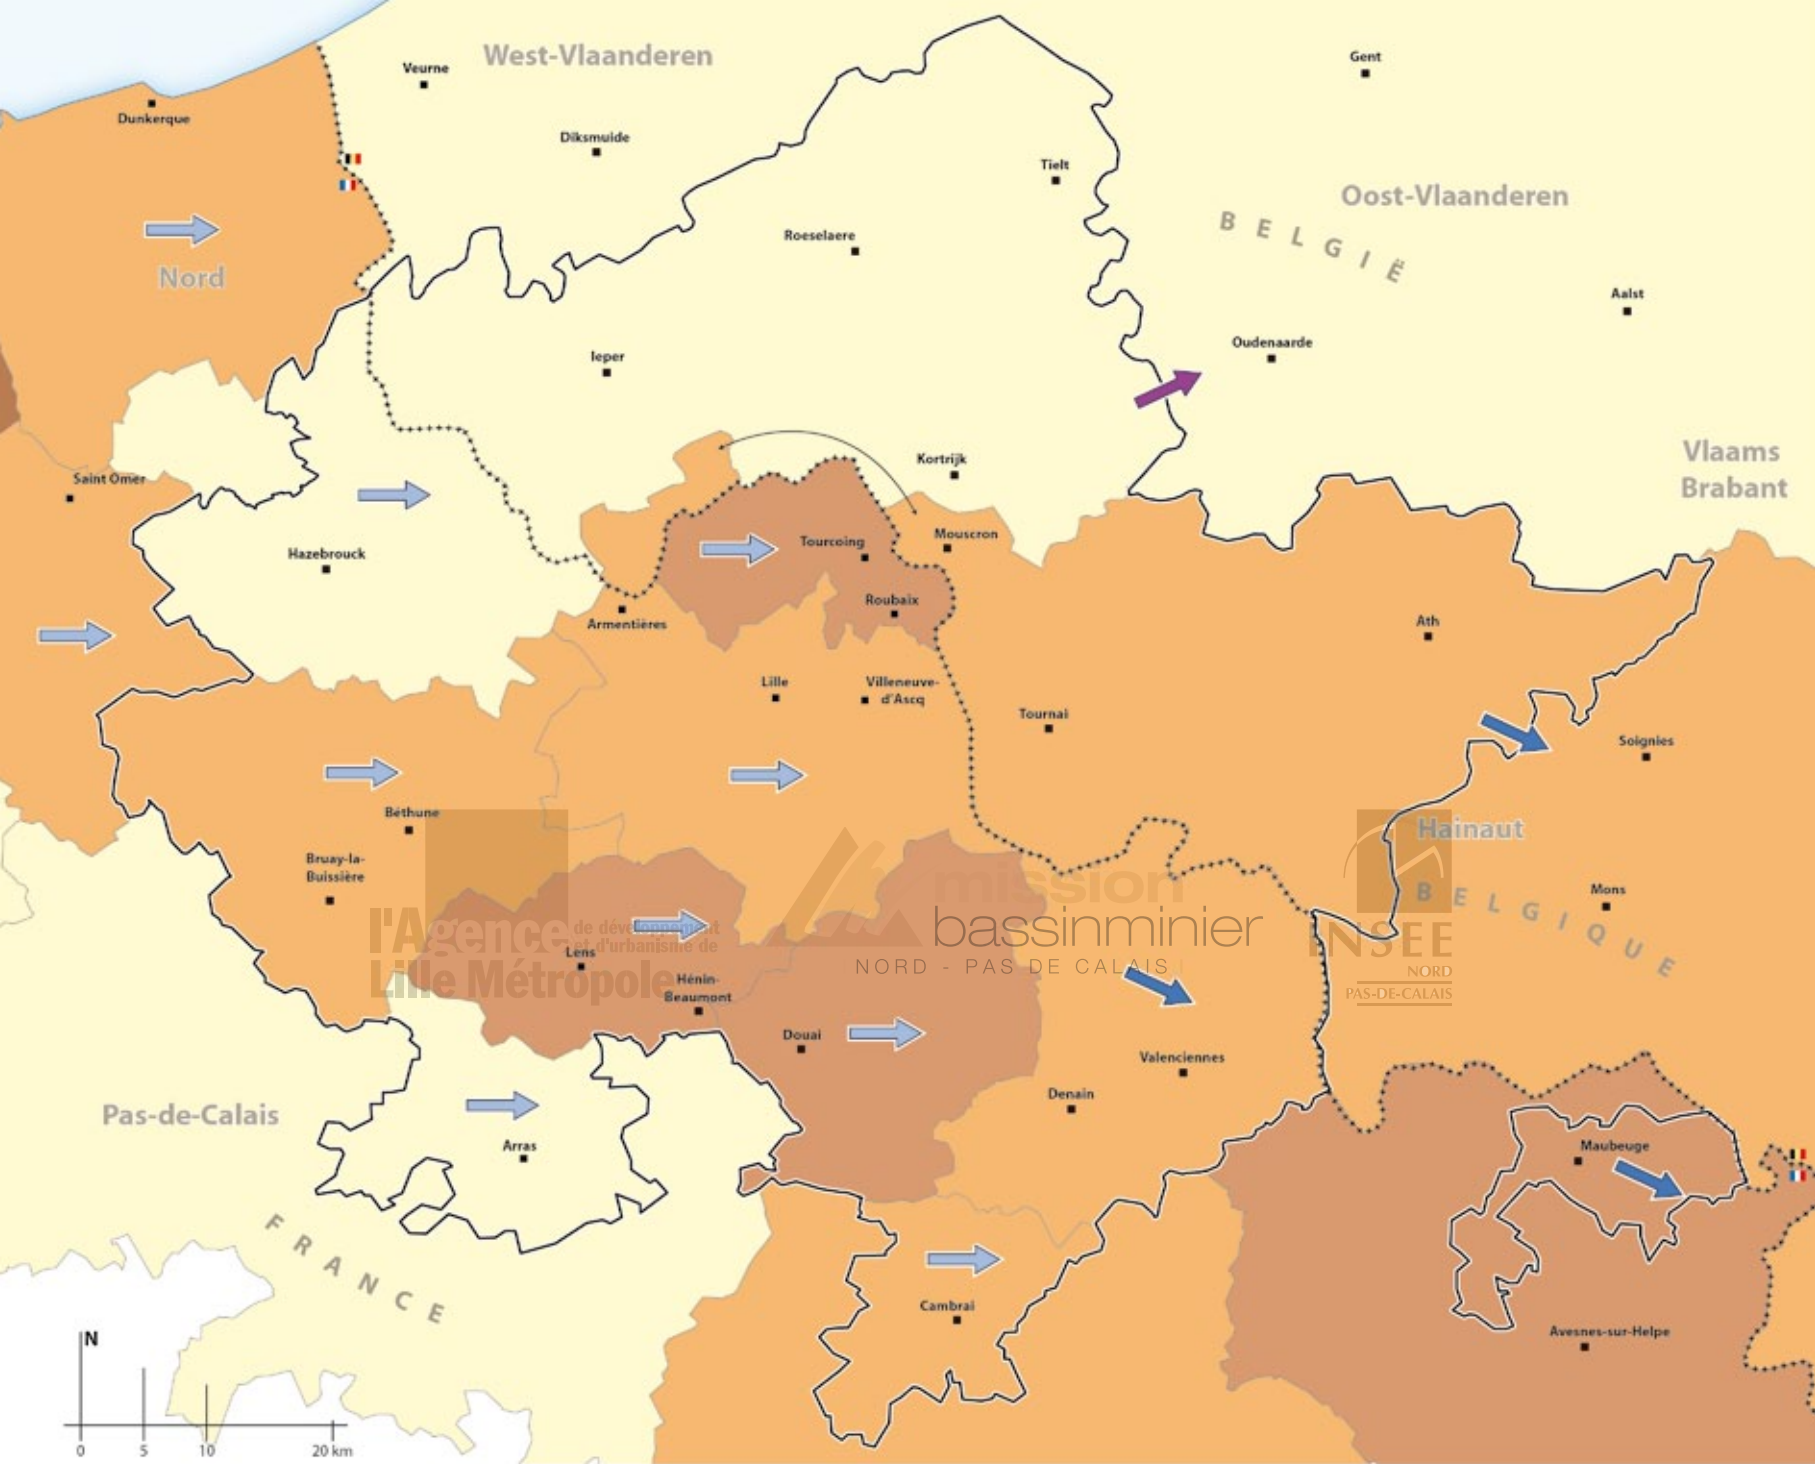 West-Vlaanderen
Veurne
Gent
Dunkerque
Diksmuide
Tielt
Oost-Vlaanderen
BELGIË
Roeselaere
Nord
Aalst
Oudenaarde
Ieper
Vlaams
Brabant
Kortrijk
Saint Omer
Mouscron
Tourcoing
Hazebrouck
Roubaix
Armentières
Ath
Lille
Villeneuve-
d'Ascq
Tournai
Soignies
Béthune
Hainaut
Bruay-la-
Buissière
mission
bassinminier
NORD - PAS DE CALAIS
Mons
BELGIQUE
INSEE
NORD
PAS-DE-CALAIS
l'Agence de développement
et d'urbanisme de
Lille Métropole
Lens
Hénin-
Beaumont
Douai
Valenciennes
Denain
Pas-de-Calais
Arras
Maubeuge
FRANCE
Cambrai
Avesnes-sur-Helpe
N
0 5 10 20 km